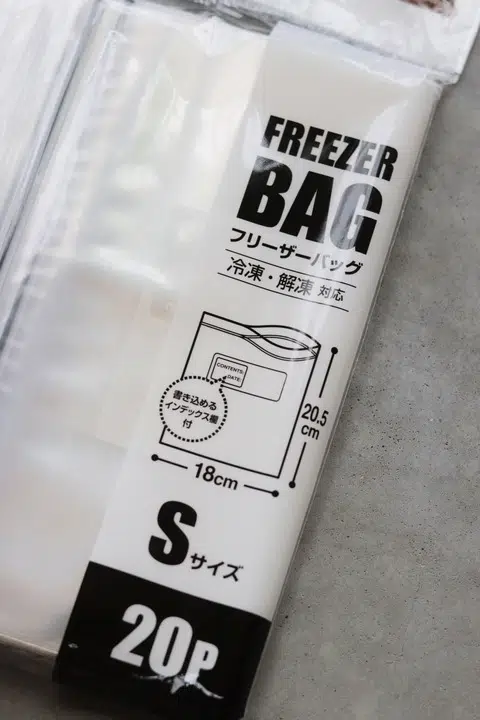 FREEZER
BAG
フリーザーバッグ
冷凍・解凍 対応
CONTENTS:
DATE:
書き込める
インデックス欄
付
20.5
cm
18cm
Sサイズ
20P